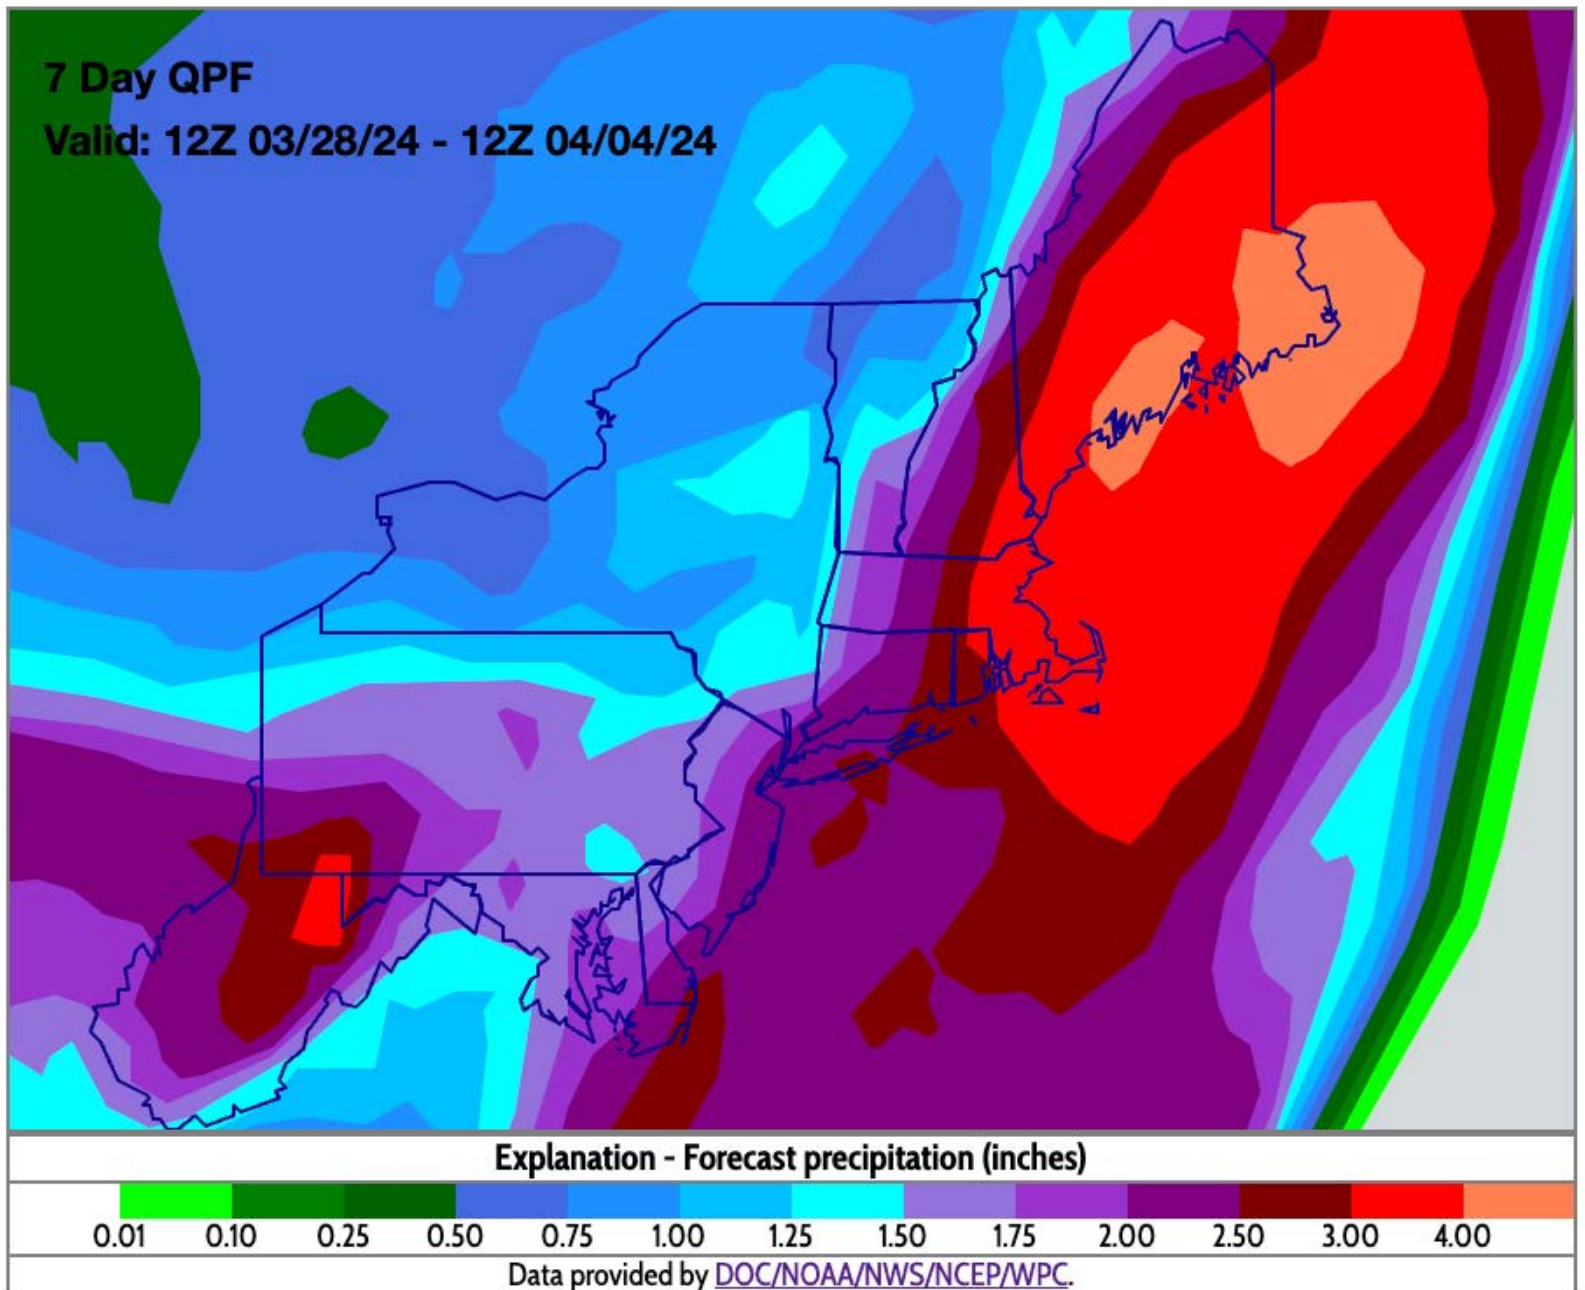 7 Day QPF
Valid: 12Z 03/28/24 - 12Z 04/04/24
Explanation - Forecast precipitation (inches)
0.01 0.10 0.25 0.50 0.75 1.00 1.25 1.50 1.75 2.00 2.50 3.00 4.00
Data provided by DOC/NOAA/NWS/NCEP/WPC.